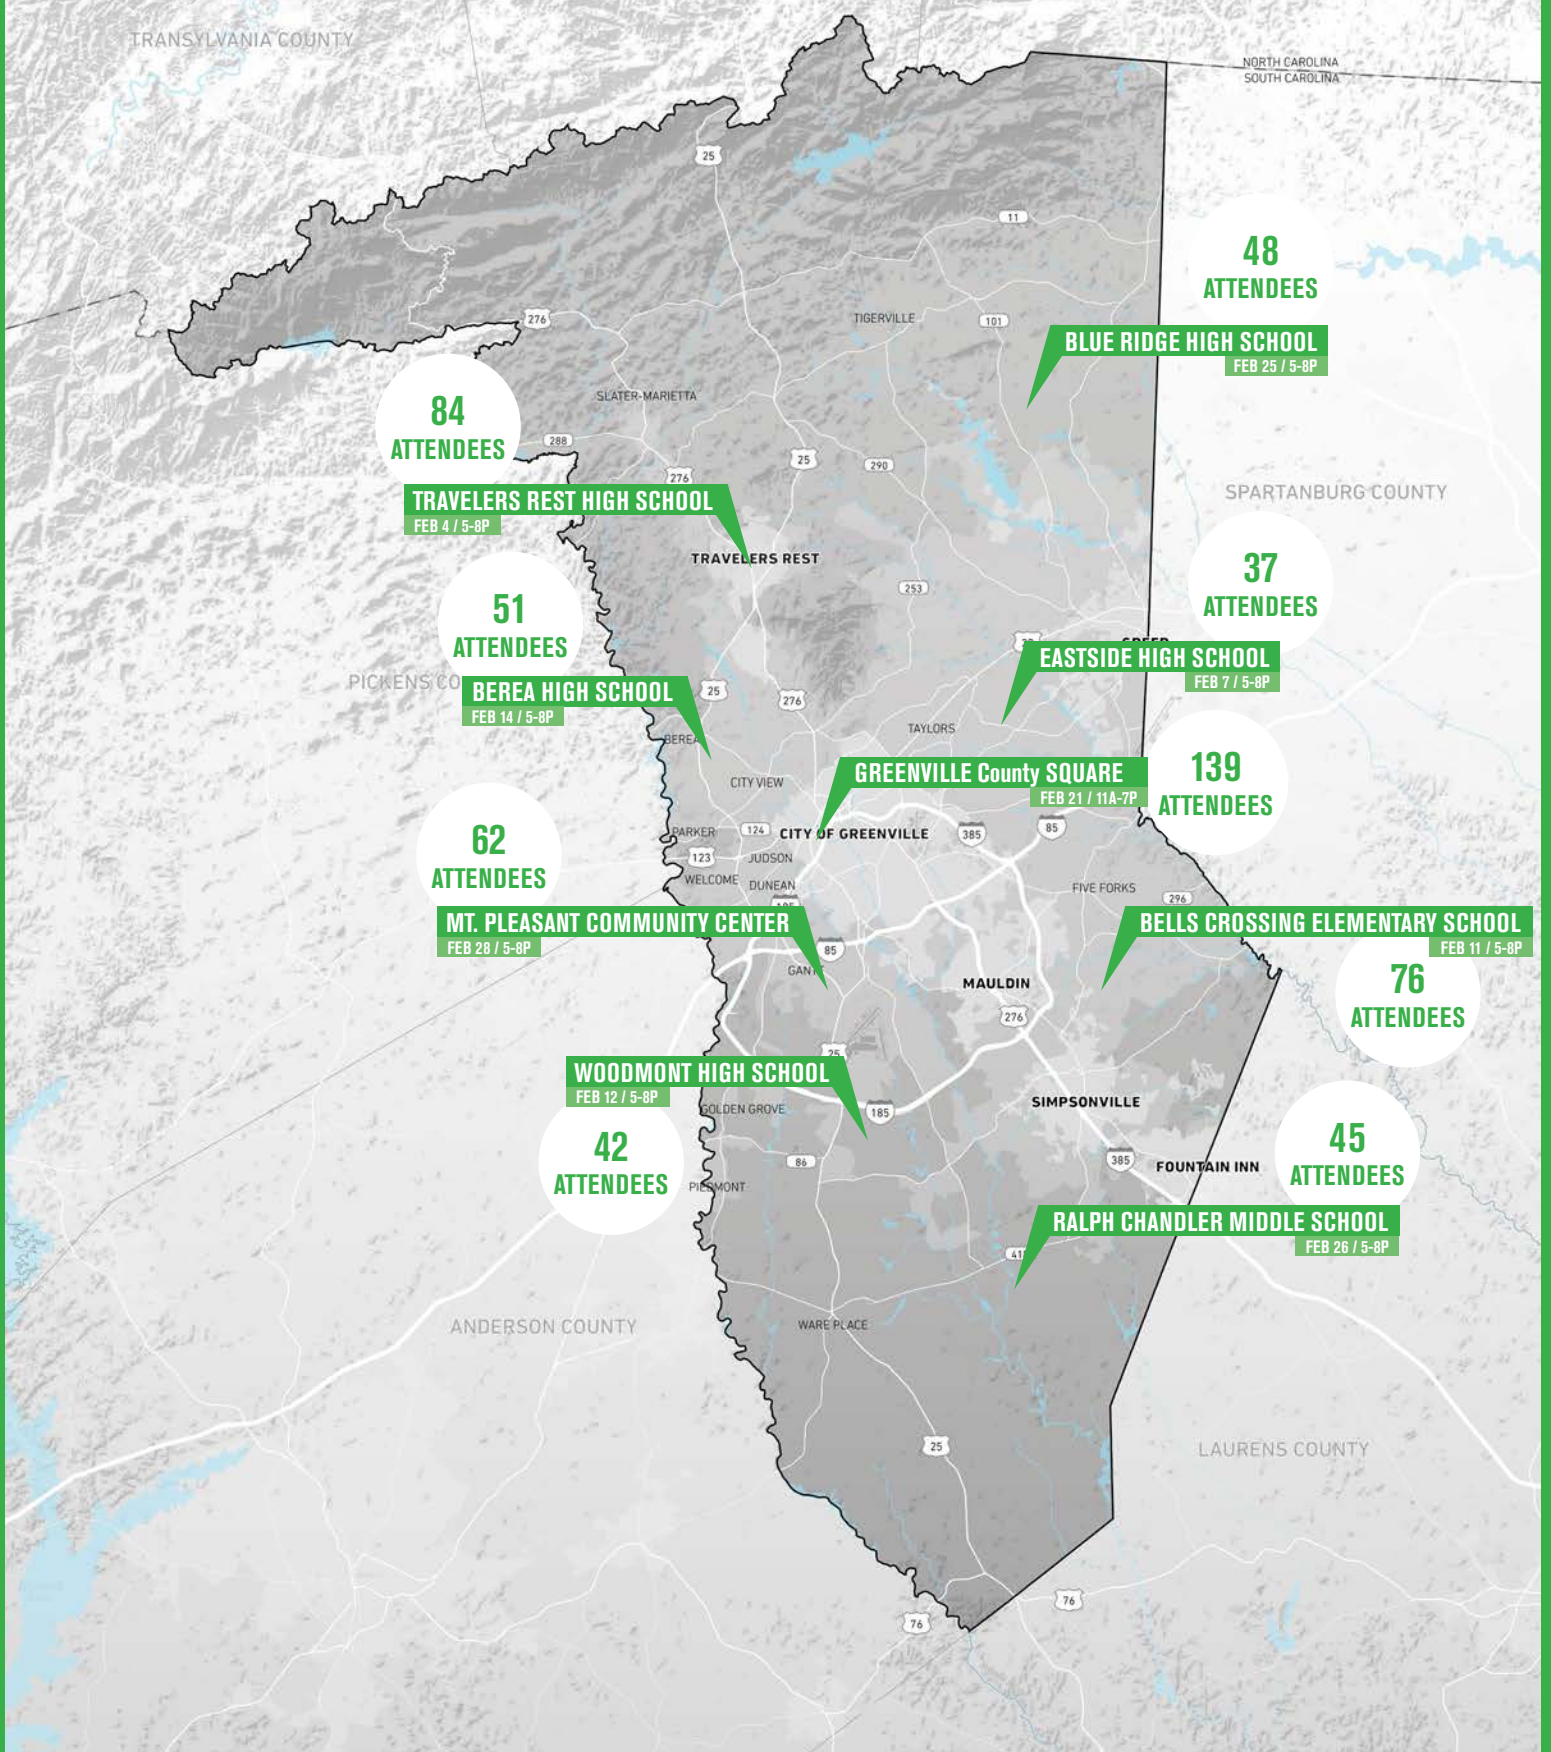 TRANSYLVANIA COUNTY
NORTH CAROLINA
SOUTH CAROLINA
25
11
48
ATTENDEES
276
TIGERVILLE
101
BLUE RIDGE HIGH SCHOOL
FEB 25 / 5-8P
84
ATTENDEES
SLATER-MARIETTA
288
25
290
276
SPARTANBURG COUNTY
TRAVELERS REST HIGH SCHOOL
FEB 4 / 5-8P
TRAVELERS REST
37
ATTENDEES
253
51
ATTENDEES
EASTSIDE HIGH SCHOOL
FEB 7 / 5-8P
PICKENS CO
BEREA HIGH SCHOOL
FEB 14 / 5-8P
25
276
TAYLORS
BEREA
GREENVILLE County SQUARE
FEB 21 / 11A-7P
139
ATTENDEES
CITY VIEW
62
ATTENDEES
PARKER
124
CITY OF GREENVILLE
385
85
123
JUDSON
WELCOME
DUNEAN
FIVE FORKS
296
MT. PLEASANT COMMUNITY CENTER
FEB 28 / 5-8P
BELLS CROSSING ELEMENTARY SCHOOL
FEB 11 / 5-8P
85
GANTT
MAULDIN
76
ATTENDEES
276
25
WOODMONT HIGH SCHOOL
FEB 12 / 5-8P
GOLDEN GROVE
185
SIMPSONVILLE
42
ATTENDEES
45
ATTENDEES
86
385
FOUNTAIN INN
PIEDMONT
RALPH CHANDLER MIDDLE SCHOOL
FEB 26 / 5-8P
ANDERSON COUNTY
WARE PLACE
25
LAURENS COUNTY
76
76